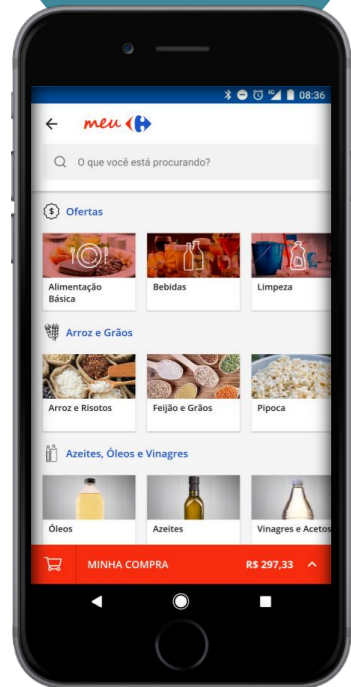 4G 08:36
meu
O que você está procurando?
Ofertas
Alimentação
Básica
Bebidas
Limpeza
Arroz e Grãos
Arroz e Risotos
Feijão e Grãos
Pipoca
Azeites, Óleos e Vinagres
Óleos
Azeites
Vinagres e Acetos
MINHA COMPRA R$ 297,33